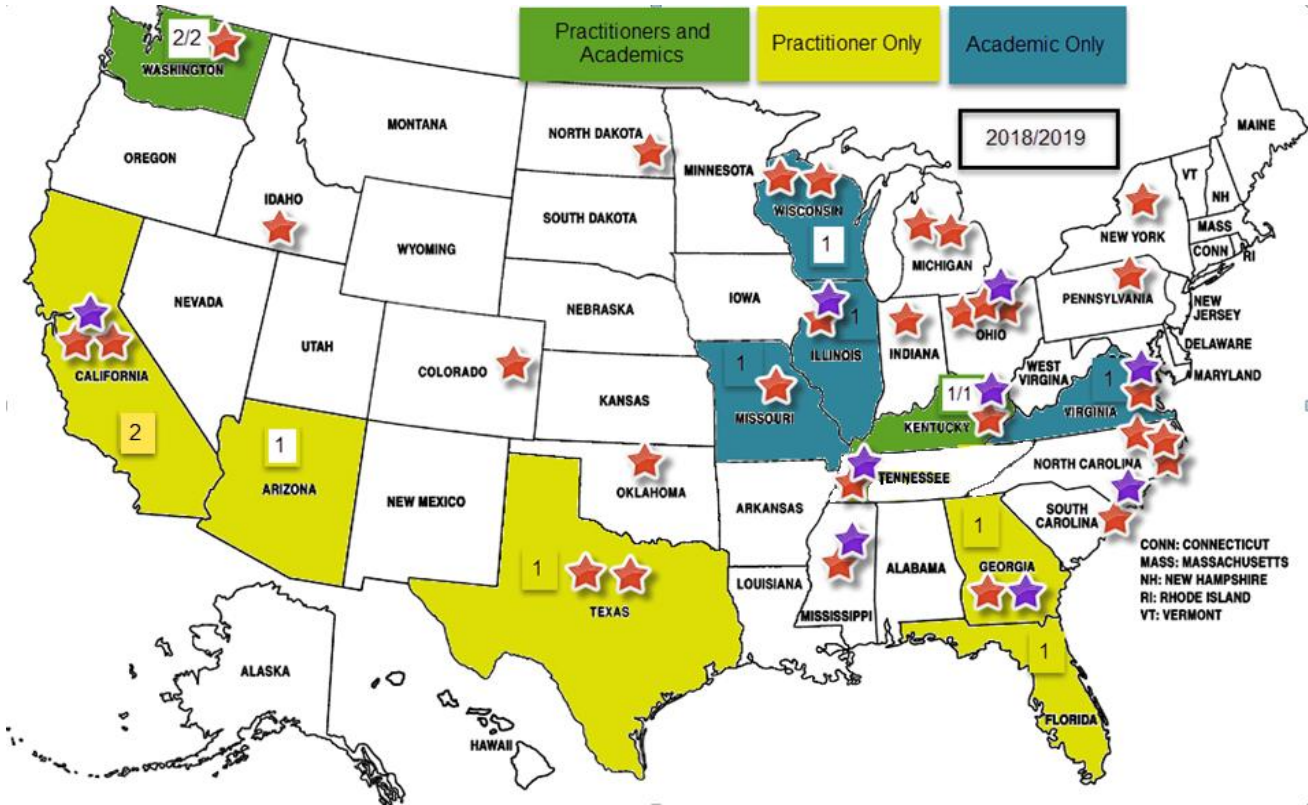 Practitioners and
Academics
Practitioner Only
Academic Only
2018/2019
2/2
WASHINGTON
MONTANA
NORTH DAKOTA
MINNESOTA
MAINE
OREGON
IDAHO
SOUTH DAKOTA
WISCONSIN
1
VT
NH
MASS
CONN
RI
NEW YORK
WYOMING
MICHIGAN
NEVADA
NEBRASKA
IOWA
PENNSYLVANIA
NEW
JERSEY
UTAH
COLORADO
1
ILLINOIS
INDIANA
OHIO
DELAWARE
MARYLAND
WEST
VIRGINIA
CALIFORNIA
2
KANSAS
1
MISSOURI
1/1
KENTUCKY
1
VIRGINIA
1
ARIZONA
NEW MEXICO
OKLAHOMA
ARKANSAS
TENNESSEE
NORTH CAROLINA
SOUTH
CAROLINA
1
TEXAS
LOUISIANA
MISSISSIPPI
ALABAMA
1
GEORGIA
CONN: CONNECTICUT
MASS: MASSACHUSETTS
NH: NEW HAMPSHIRE
RI: RHODE ISLAND
VT: VERMONT
1
FLORIDA
ALASKA
HAWAII